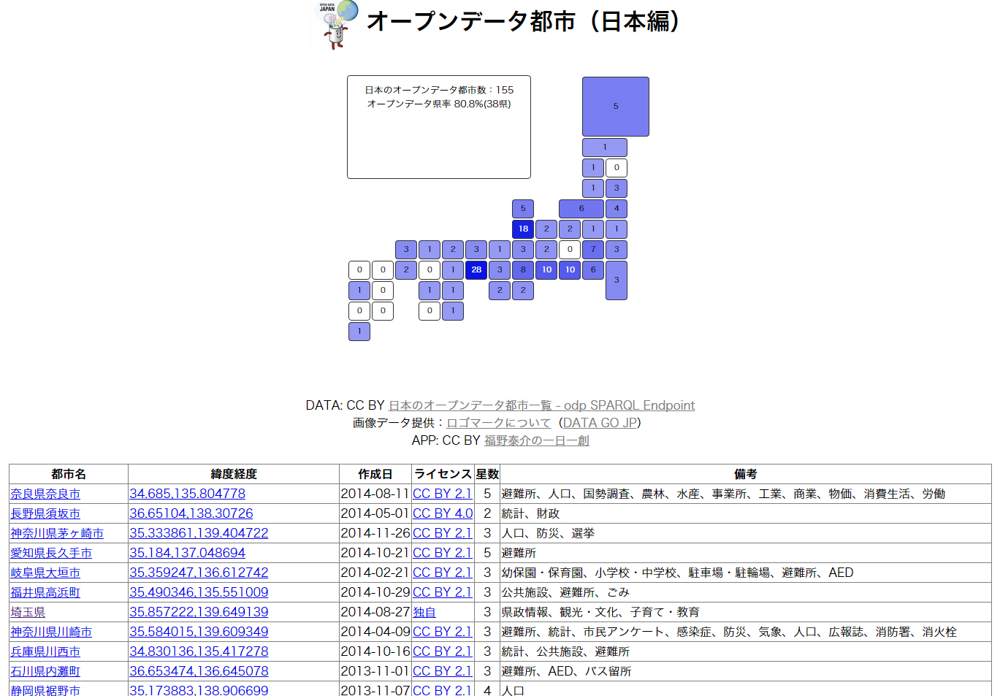 OPEN DATA
JAPAN
オープンデータ都市（日本編）
日本のオープンデータ都市数：155
オープンデータ県率 80.8%(38県)
5
1
1 0
1 3
5 6 4
18 2 2 1 1
3 1 2 3 1 3 2 0 7 3
0 0 2 0 1 28 3 8 10 10 6 3
1 0 1 1 2 2
0 0 0 1
1
DATA: CC BY 日本のオープンデータ都市一覧 - odp SPARQL Endpoint
画像データ提供：ロゴマークについて（DATA GO JP）
APP: CC BY 福野泰介の一日一創
都市名 緯度経度 作成日 ライセンス 星数 備考
奈良県奈良市 34.685,135.804778 2014-08-11 CC BY 2.1 5 避難所、人口、国勢調査、農林、水産、事業所、工業、商業、物価、消費生活、労働
長野県須坂市 36.65104,138.30726 2014-05-01 CC BY 4.0 2 統計、財政
神奈川県茅ヶ崎市 35.333861,139.404722 2014-11-26 CC BY 2.1 3 人口、防災、選挙
愛知県長久手市 35.184,137.048694 2014-10-21 CC BY 2.1 5 避難所
岐阜県大垣市 35.359247,136.612742 2014-02-21 CC BY 2.1 3 幼保園・保育園、小学校・中学校、駐車場・駐輪場、避難所、AED
福井県高浜町 35.490346,135.551009 2014-10-29 CC BY 2.1 3 公共施設、避難所、ごみ
埼玉県 35.857222,139.649139 2014-08-27 独自 3 県政情報、観光・文化、子育て・教育
神奈川県川崎市 35.584015,139.609349 2014-04-09 CC BY 2.1 3 避難所、統計、市民アンケート、感染症、防災、気象、人口、広報誌、消防署、消火栓
兵庫県川西市 34.830136,135.417278 2014-10-16 CC BY 2.1 3 統計、公共施設、避難所
石川県内灘町 36.653474,136.645078 2013-11-01 CC BY 2.1 3 避難所、AED、バス留所
静岡県裾野市 35.173883,138.906699 2013-11-07 CC BY 2.1 4 人口